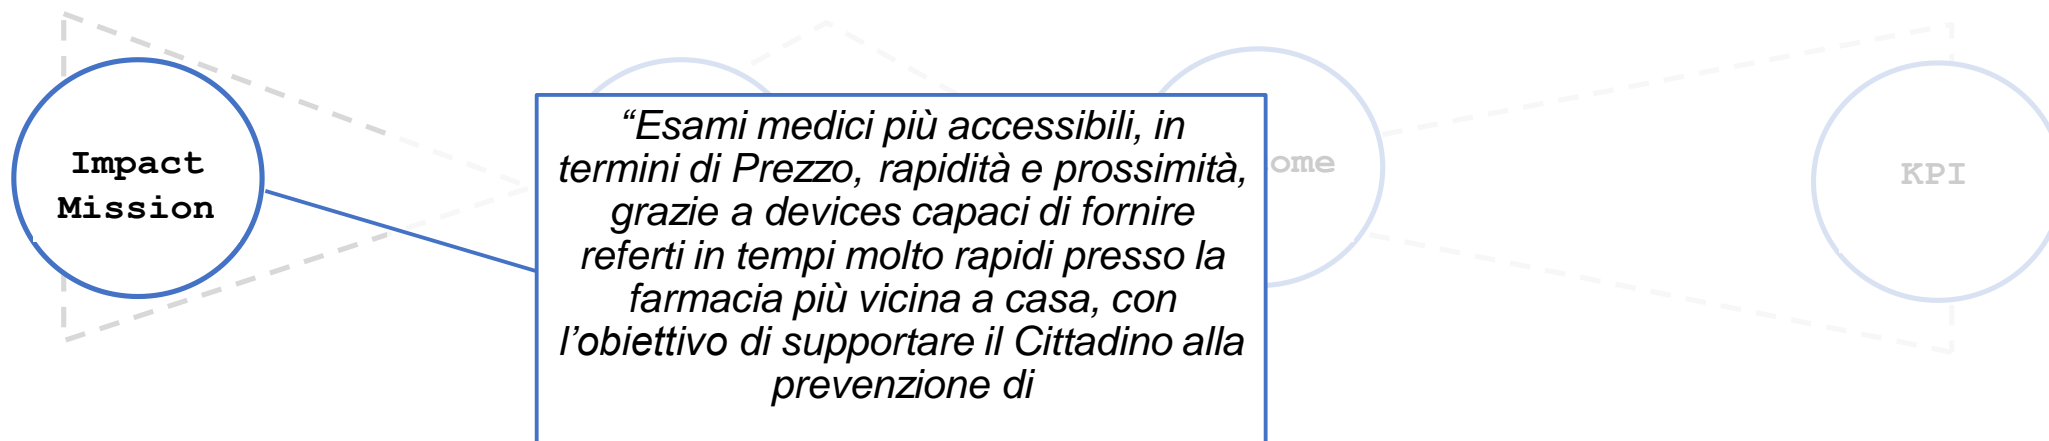 Impact
Mission
“Esami medici più accessibili, in
termini di Prezzo, rapidità e prossimità,
grazie a devices capaci di fornire
referti in tempi molto rapidi presso la
farmacia più vicina a casa, con
l’obiettivo di supportare il Cittadino alla
prevenzione di
ome
KPI